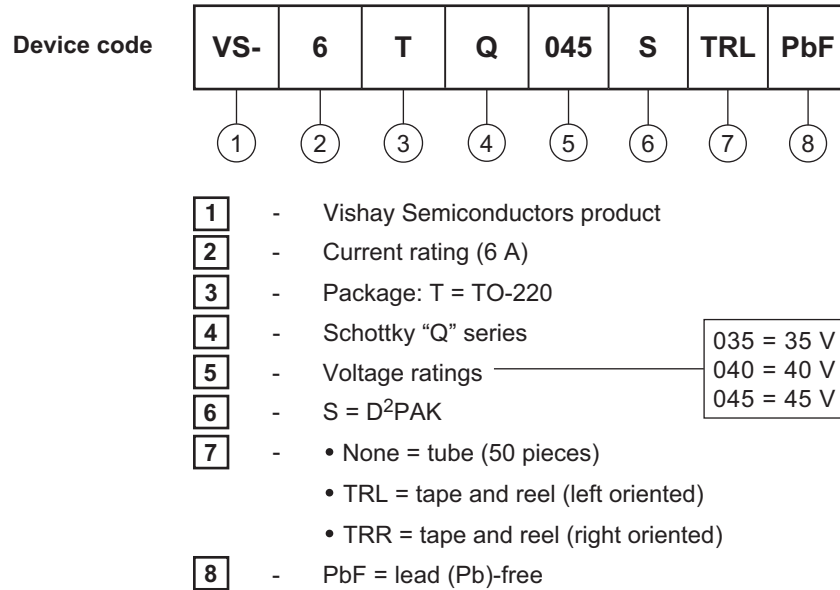 Device code VS- 6 T Q 045 S TRL PbF
1 2 3 4 5 6 7 8
1 - Vishay Semiconductors product
2 - Current rating (6 A)
3 - Package: T = TO-220
4 - Schottky “Q” series
035 = 35 V
5 - Voltage ratings
040 = 40 V
045 = 45 V
6 - S = D²PAK
7 - • None = tube (50 pieces)
• TRL = tape and reel (left oriented)
• TRR = tape and reel (right oriented)
8 - PbF = lead (Pb)-free